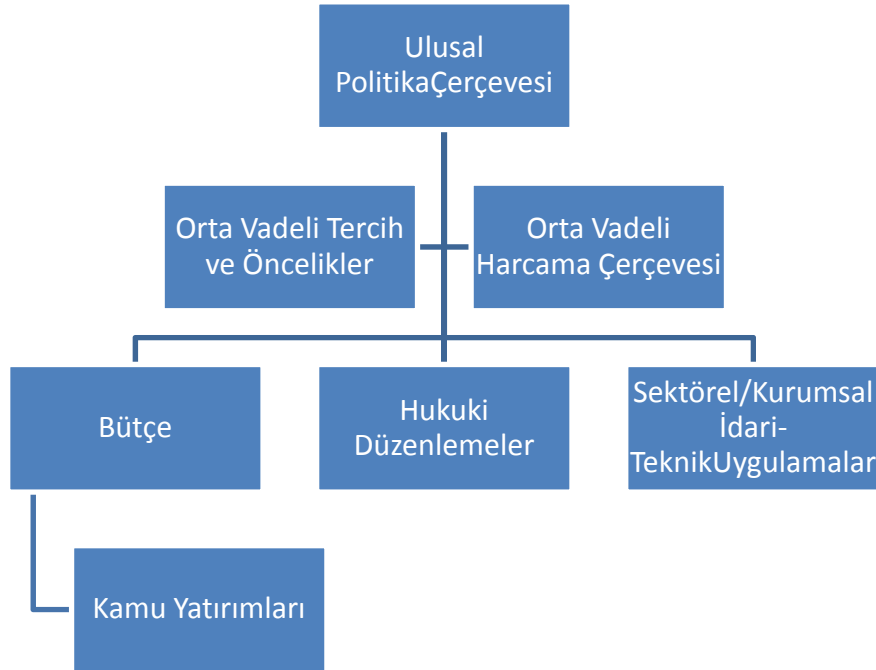 Ulusal
PolitikaÇerçevesi
Orta Vadeli Tercih
ve Öncelikler
Orta Vadeli
Harcama Çerçevesi
Bütçe
Hukuki
Düzenlemeler
Sektörel/Kurumsal
İdari-
TeknikUygulamalar
Kamu Yatırımları